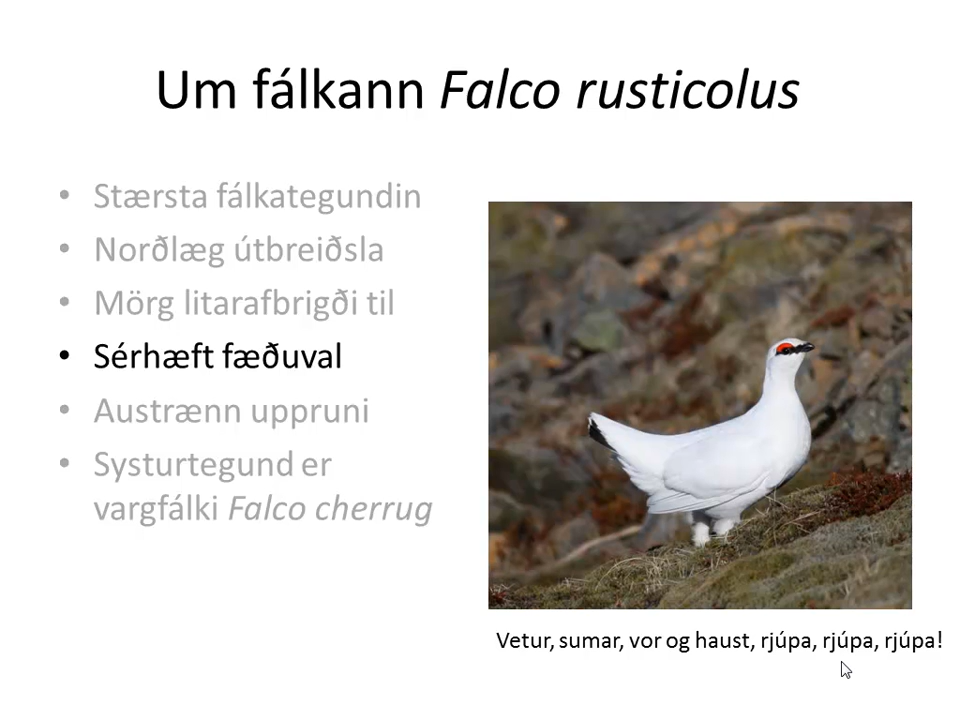 Um fálkann Falco rusticolus
• Stærsta fálkategundin
• Norðlæg útbreiðsla
• Mörg litarafbrigði til
• Sérhæft fæðuval
• Austrænn uppruni
• Systurtegund er
vargfálki Falco cherrug
Vetur, sumar, vor og haust, rjúpa, rjúpa, rjúpa!